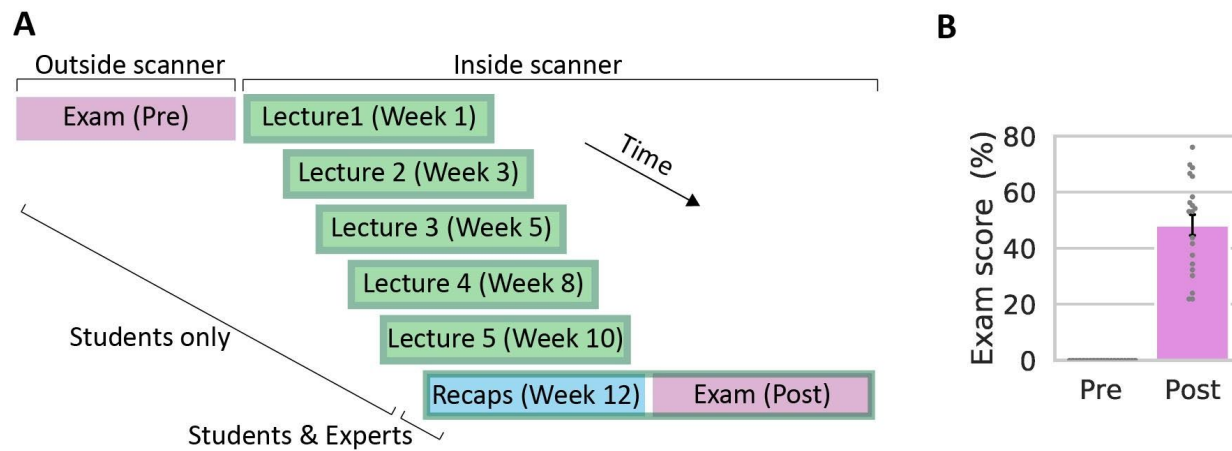 A
Outside scanner
Inside scanner
Exam (Pre)
Lecture1 (Week 1)
Time
Lecture 2 (Week 3)
Lecture 3 (Week 5)
Lecture 4 (Week 8)
Students only
Lecture 5 (Week 10)
Recaps (Week 12)
Exam (Post)
Students & Experts
B
Exam score (%)
80
60
40
20
0
Pre
Post